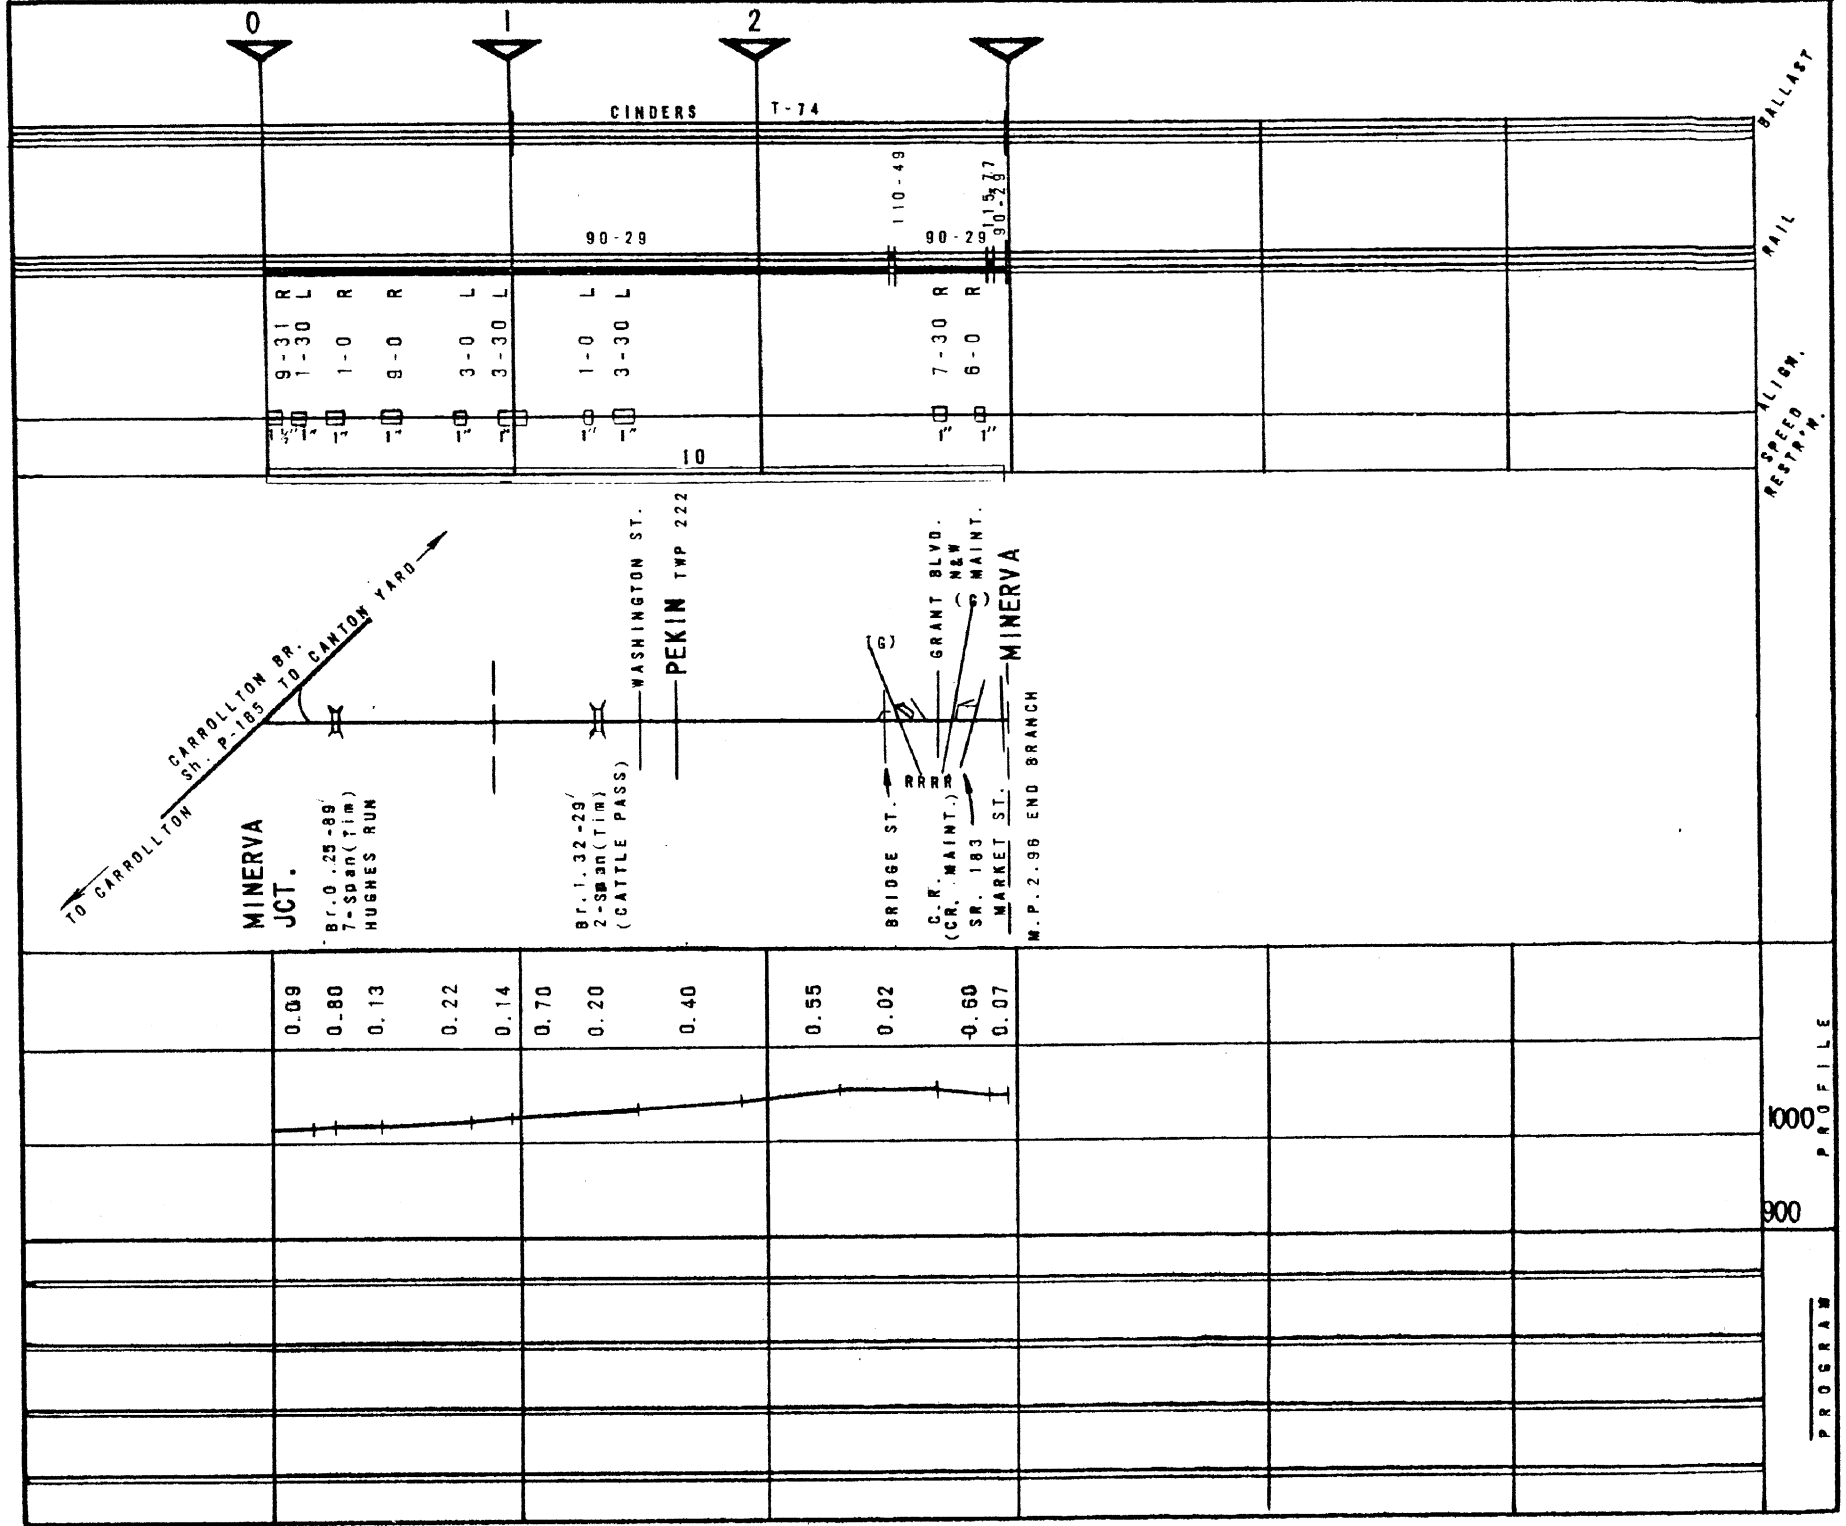 0
1
2
CINDERS
T-74
BALLAST
110-49
115-77
90-29
90-29
90-29
RAIL
9-31 R
1-30 L
1-0 R
9-0 R
3-0 L
3-30 L
1-0 L
3-30 L
7-30 R
6-0 R
ALIGN.
1"
1"
1"
1"
1"
1"
1"
1"
1"
10
SPEED
RESTR'N.
CARROLLTON BR.
Sh. P-185
TO CANTON YARD
TO CARROLLTON
MINERVA
JCT.
Br. 0.25-89'
7-Span(Tim)
HUGHES RUN
Br. 1.32-29'
2-Span(Tim)
(CATTLE PASS)
WASHINGTON ST.
PEKIN TWP 222
(G)
BRIDGE ST.
RR
RR
GRANT BLVD.
N&W
(G) MAINT.
C.R.
(CR. MAINT.)
SR. 183
MARKET ST.
MINERVA
M.P. 2.96 END BRANCH
0.09
0.80
0.13
0.22
0.14
0.70
0.20
0.40
0.55
0.02
-0.60
0.07
PROFILE
1000
900
PROGRAM